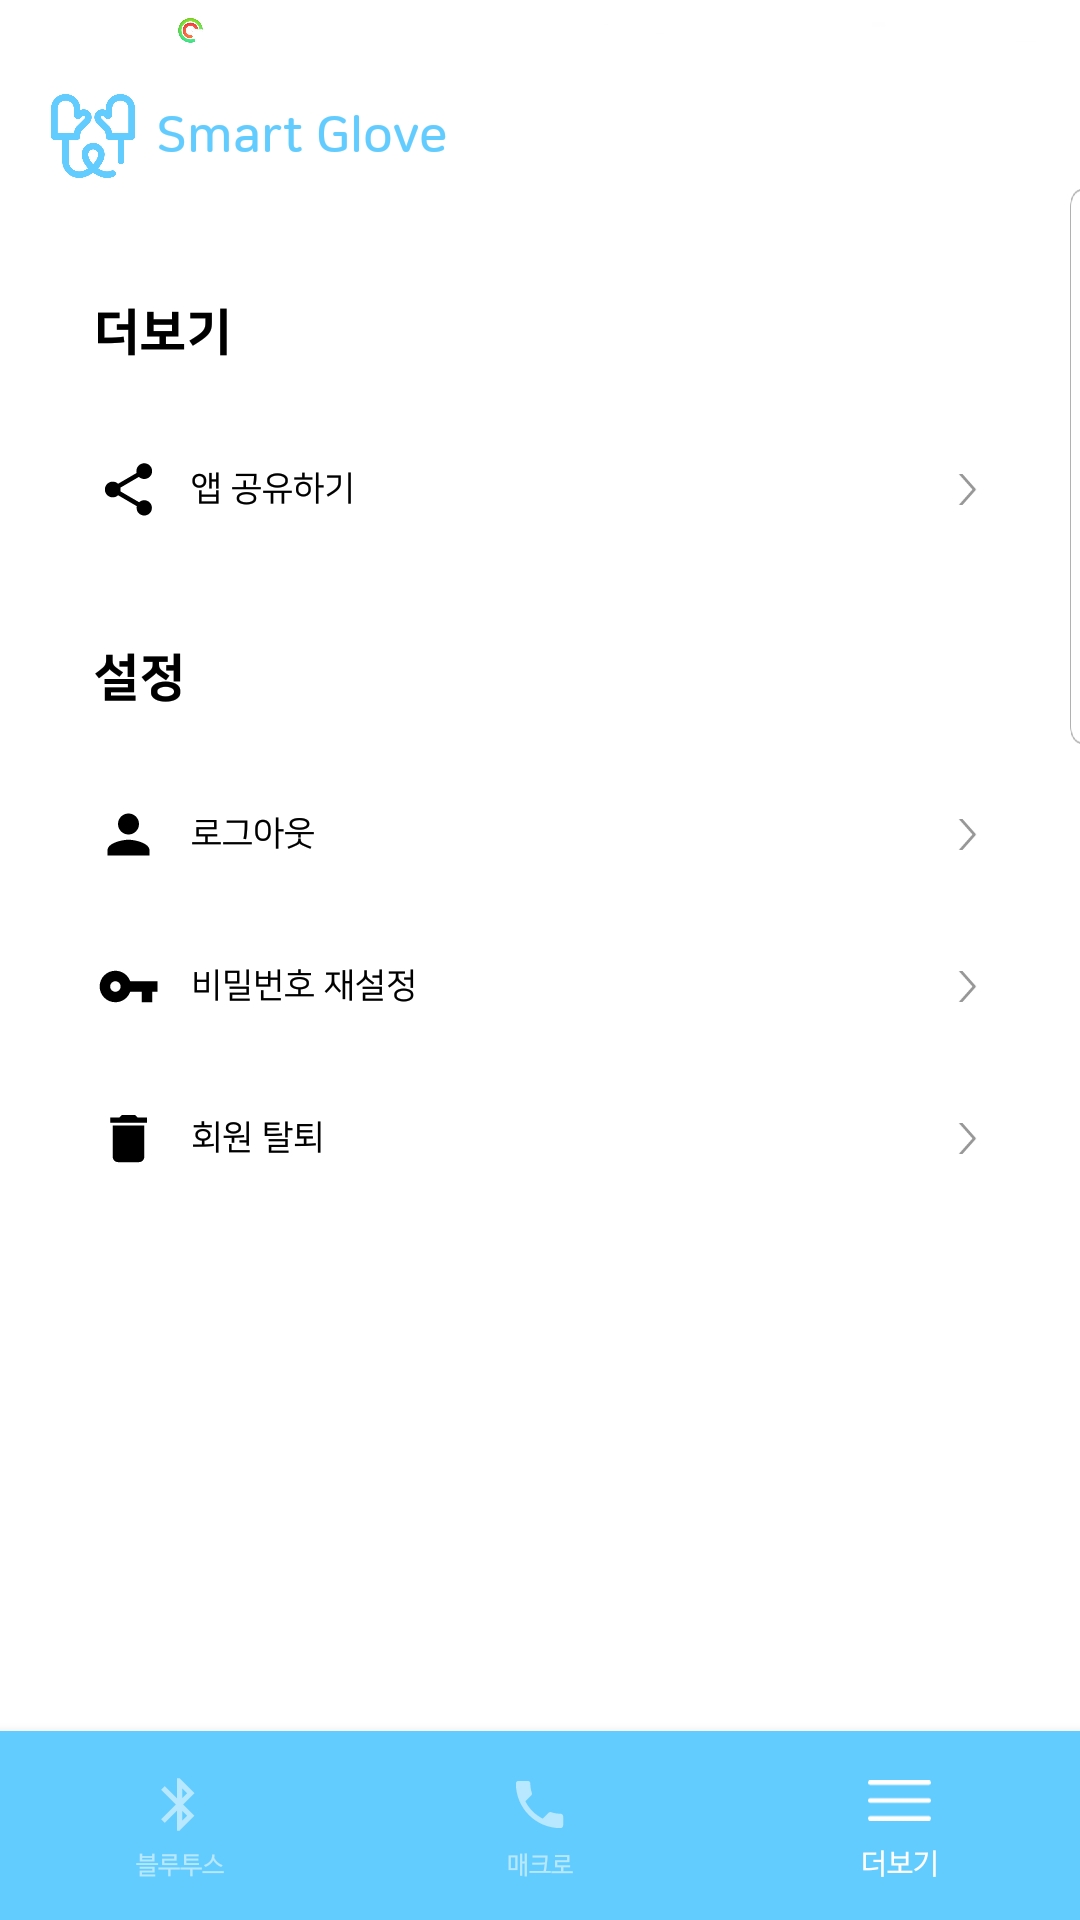 Smart Glove
더보기
앱 공유하기
설정
로그아웃
비밀번호 재설정
회원 탈퇴
블루투스
매크로
더보기